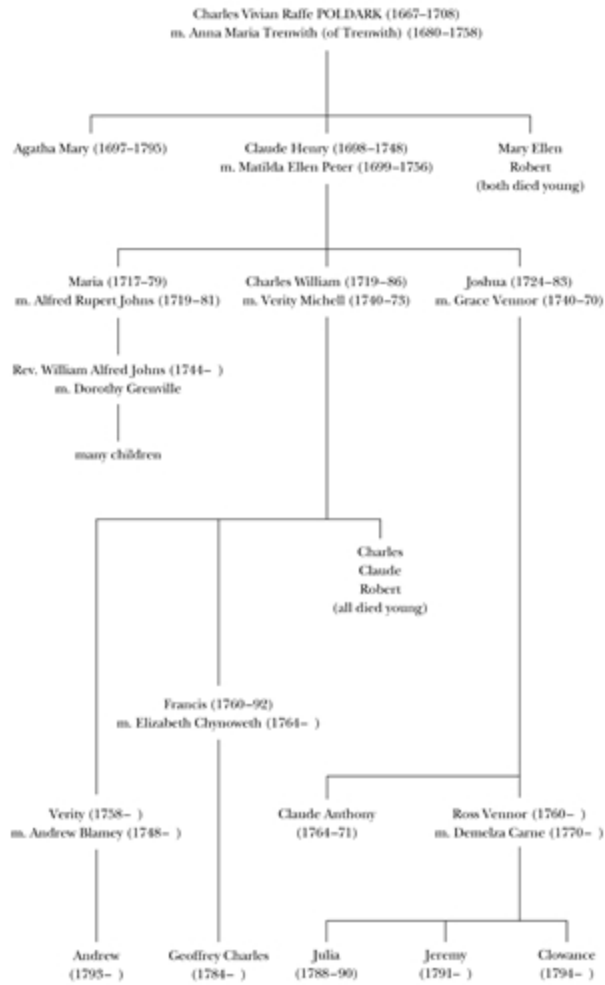 Charles Vivian Raffe POLDARK (1667–1708)
m. Anna Maria Trenwith (of Trenwith) (1680–1758)
Agatha Mary (1697–1795)
Claude Henry (1698–1748)
m. Matilda Ellen Peter (1699–1756)
Mary Ellen
Robert
(both died young)
Maria (1717–79)
m. Alfred Rupert Johns (1719–81)
Charles William (1719–86)
m. Verity Michell (1740–73)
Joshua (1724–83)
m. Grace Vennor (1740–70)
Rev. William Alfred Johns (1744– )
m. Dorothy Grenville
many children
Charles
Claude
Robert
(all died young)
Francis (1760–92)
m. Elizabeth Chynoweth (1764– )
Verity (1758– )
m. Andrew Blamey (1748– )
Claude Anthony
(1764–71)
Ross Vennor (1760– )
m. Demelza Carne (1770– )
Andrew
(1793– )
Geoffrey Charles
(1784– )
Julia
(1788–90)
Jeremy
(1791– )
Clowance
(1794– )